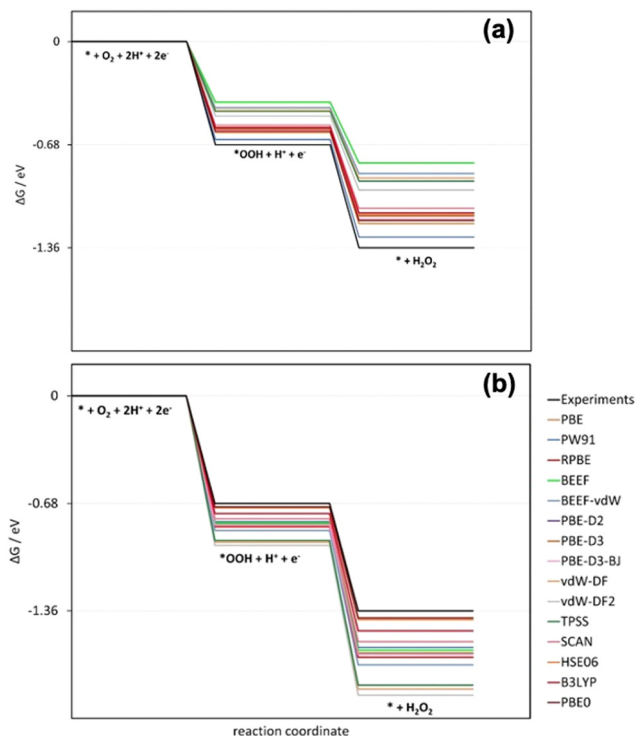 (a)
0
* + O₂ + 2H⁺ + 2e⁻
-0.68
*OOH + H⁺ + e⁻
ΔG / eV
-1.36
* + H₂O₂
(b)
0
* + O₂ + 2H⁺ + 2e⁻
-0.68
*OOH + H⁺ + e⁻
ΔG / eV
-1.36
* + H₂O₂
reaction coordinate
Experiments
PBE
PW91
RPBE
BEEF
BEEF-vdW
PBE-D2
PBE-D3
PBE-D3-BJ
vdW-DF
vdW-DF2
TPSS
SCAN
HSE06
B3LYP
PBE0